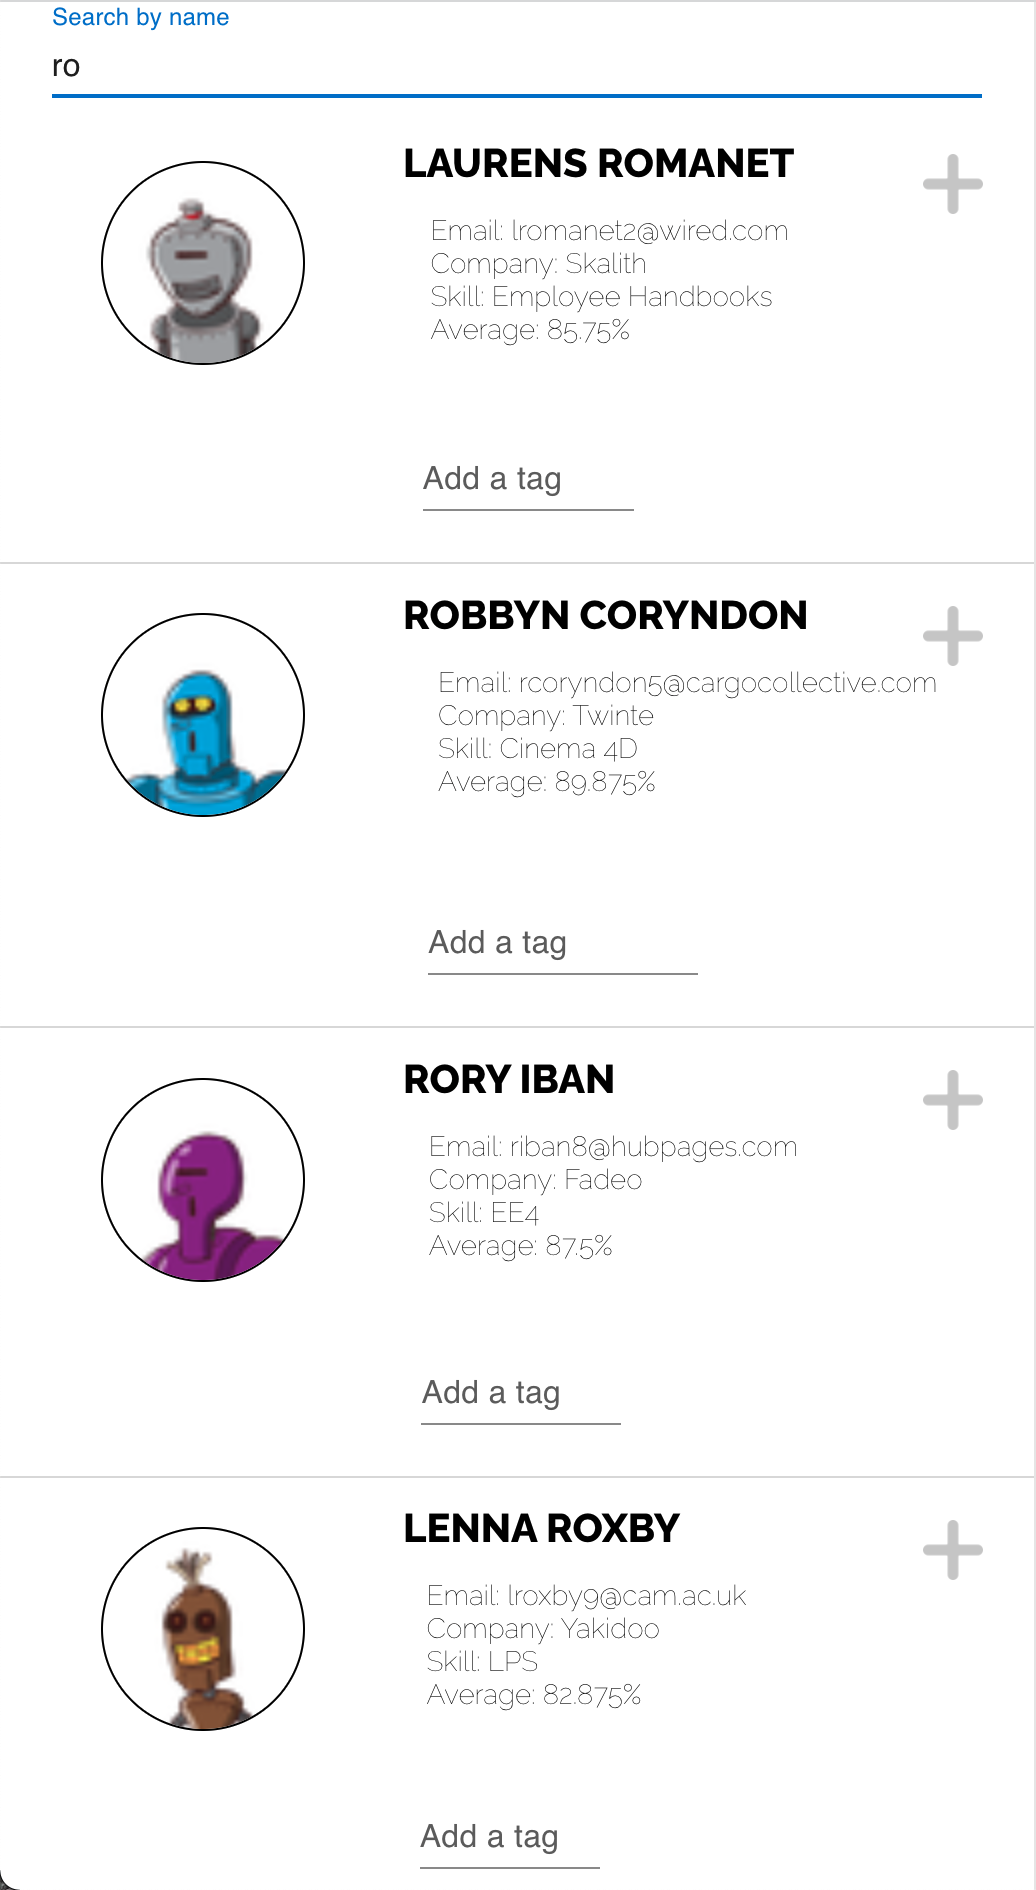 Search by name
ro
LAURENS ROMANET
Email: lromanet2@wired.com
Company: Skalith
Skill: Employee Handbooks
Average: 85.75%
Add a tag
ROBBYN CORYNDON
Email: rcoryndon5@cargocollective.com
Company: Twinte
Skill: Cinema 4D
Average: 89.875%
Add a tag
RORY IBAN
Email: riban8@hubpages.com
Company: Fadeo
Skill: EE4
Average: 87.5%
Add a tag
LENNA ROXBY
Email: lroxby9@cam.ac.uk
Company: Yakidoo
Skill: LPS
Average: 82.875%
Add a tag